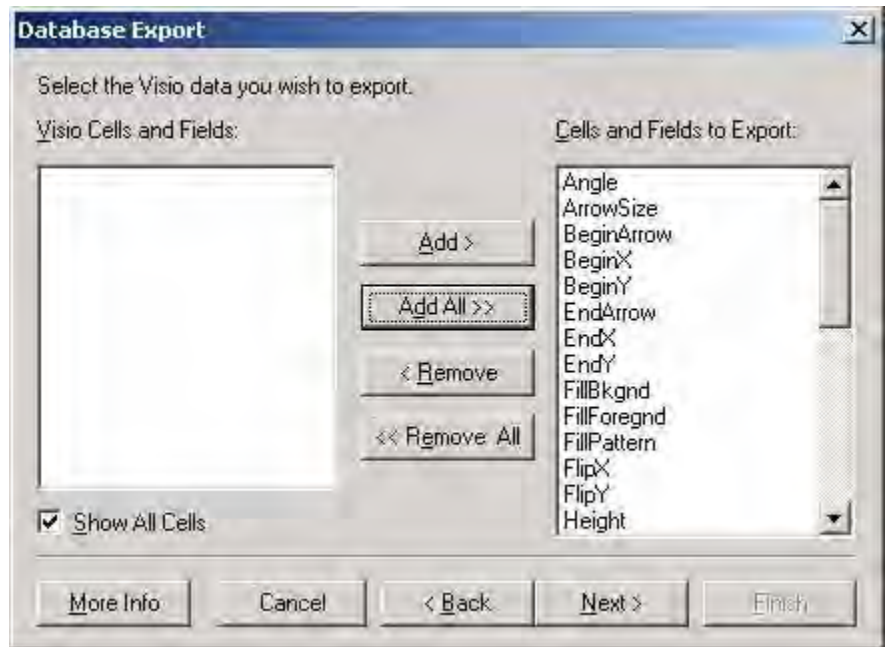 Database Export
Select the Visio data you wish to export.
Visio Cells and Fields:
Cells and Fields to Export:
Angle
ArrowSize
BeginArrow
BeginX
BeginY
EndArrow
EndX
EndY
FillBkgnd
FillForegnd
FillPattern
FlipX
FlipY
Height
Add >
Add All >>
< Remove
<< Remove All
Show All Cells
More Info
Cancel
< Back
Next >
Finish